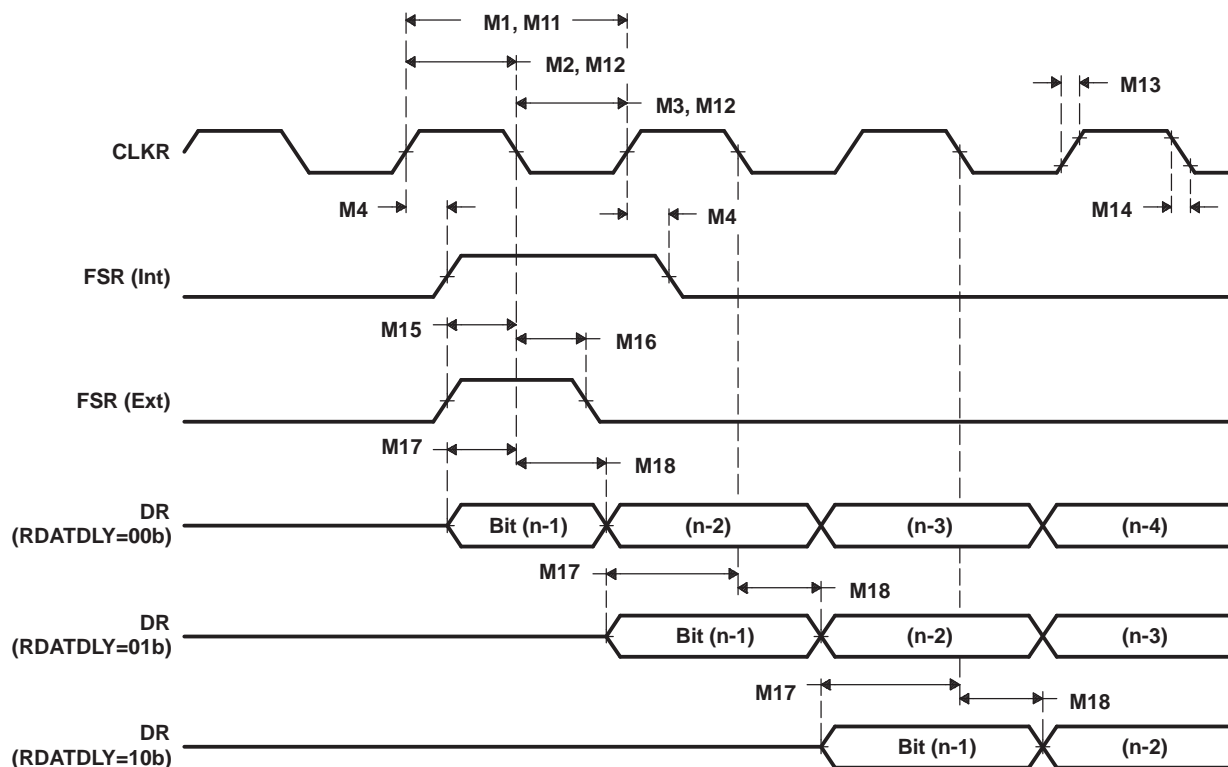 M1, M11
M2, M12
M13
M3, M12
CLKR
M4
M4
M14
FSR (Int)
M15
M16
FSR (Ext)
M17
M18
DR
(RDATDLY=00b)
Bit (n-1)
(n-2)
(n-3)
(n-4)
M17
M18
DR
(RDATDLY=01b)
Bit (n-1)
(n-2)
(n-3)
M17
M18
DR
(RDATDLY=10b)
Bit (n-1)
(n-2)